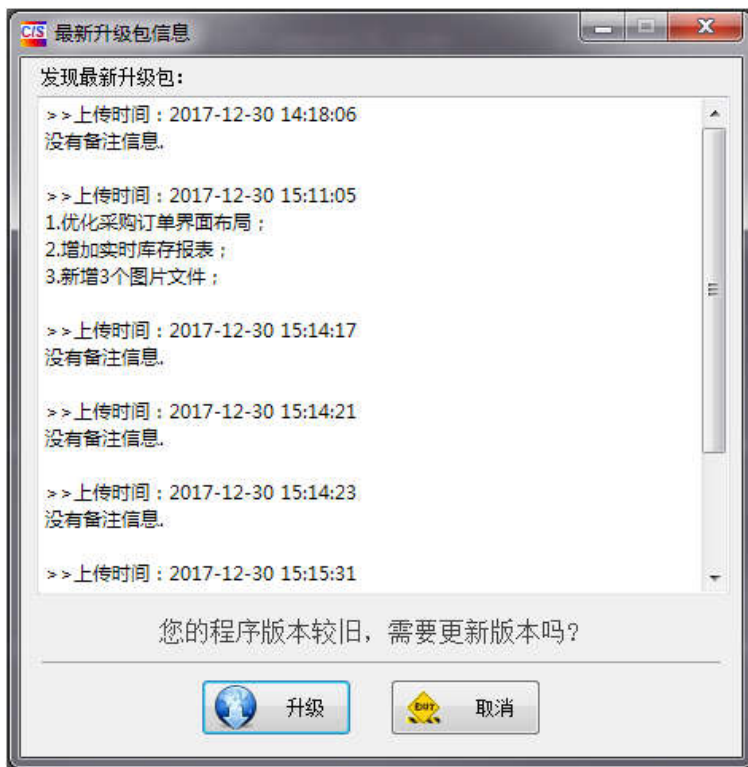 C/S 最新升级包信息
发现最新升级包:
>>上传时间：2017-12-30 14:18:06
没有备注信息.
>>上传时间：2017-12-30 15:11:05
1.优化采购订单界面布局；
2.增加实时库存报表；
3.新增3个图片文件；
>>上传时间：2017-12-30 15:14:17
没有备注信息.
>>上传时间：2017-12-30 15:14:21
没有备注信息.
>>上传时间：2017-12-30 15:14:23
没有备注信息.
>>上传时间：2017-12-30 15:15:31
您的程序版本较旧，需要更新版本吗?
升级
EXIT 取消